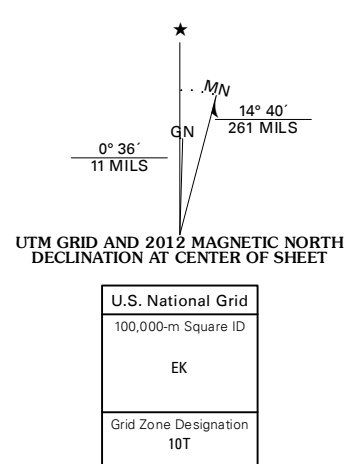 ★
MN
14° 40´
261 MILS
GN
0° 36´
11 MILS
UTM GRID AND 2012 MAGNETIC NORTH
DECLINATION AT CENTER OF SHEET
U.S. National Grid
100,000-m Square ID
EK
Grid Zone Designation
10T